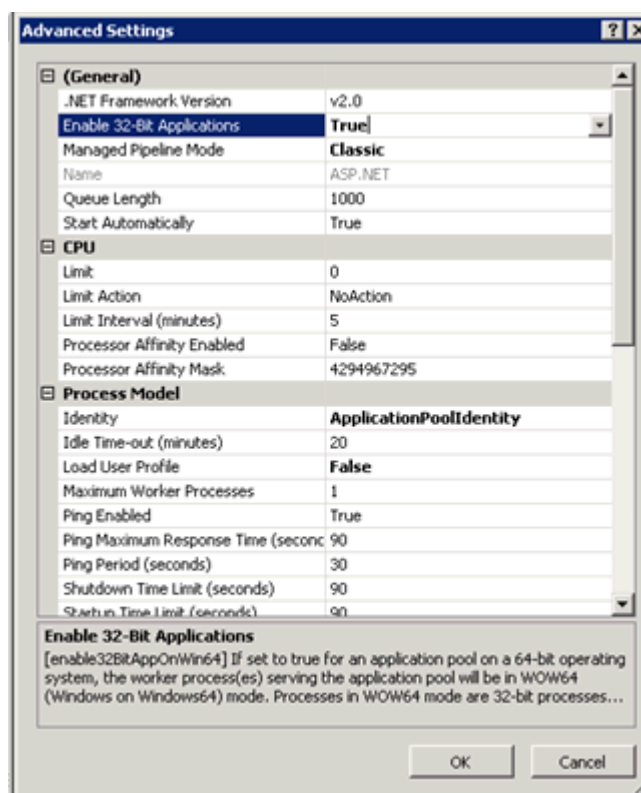 Advanced Settings
(General)
.NET Framework Version v2.0
Enable 32-Bit Applications True
Managed Pipeline Mode Classic
Name ASP.NET
Queue Length 1000
Start Automatically True
CPU
Limit 0
Limit Action NoAction
Limit Interval (minutes) 5
Processor Affinity Enabled False
Processor Affinity Mask 4294967295
Process Model
Identity ApplicationPoolIdentity
Idle Time-out (minutes) 20
Load User Profile False
Maximum Worker Processes 1
Ping Enabled True
Ping Maximum Response Time (seconc 90
Ping Period (seconds) 30
Shutdown Time Limit (seconds) 90
Startup Time Limit (seconds) 90
Enable 32-Bit Applications
[enable32BitAppOnWin64] If set to true for an application pool on a 64-bit operating
system, the worker process(es) serving the application pool will be in WOW64
(Windows on Windows64) mode. Processes in WOW64 mode are 32-bit processes...
OK Cancel